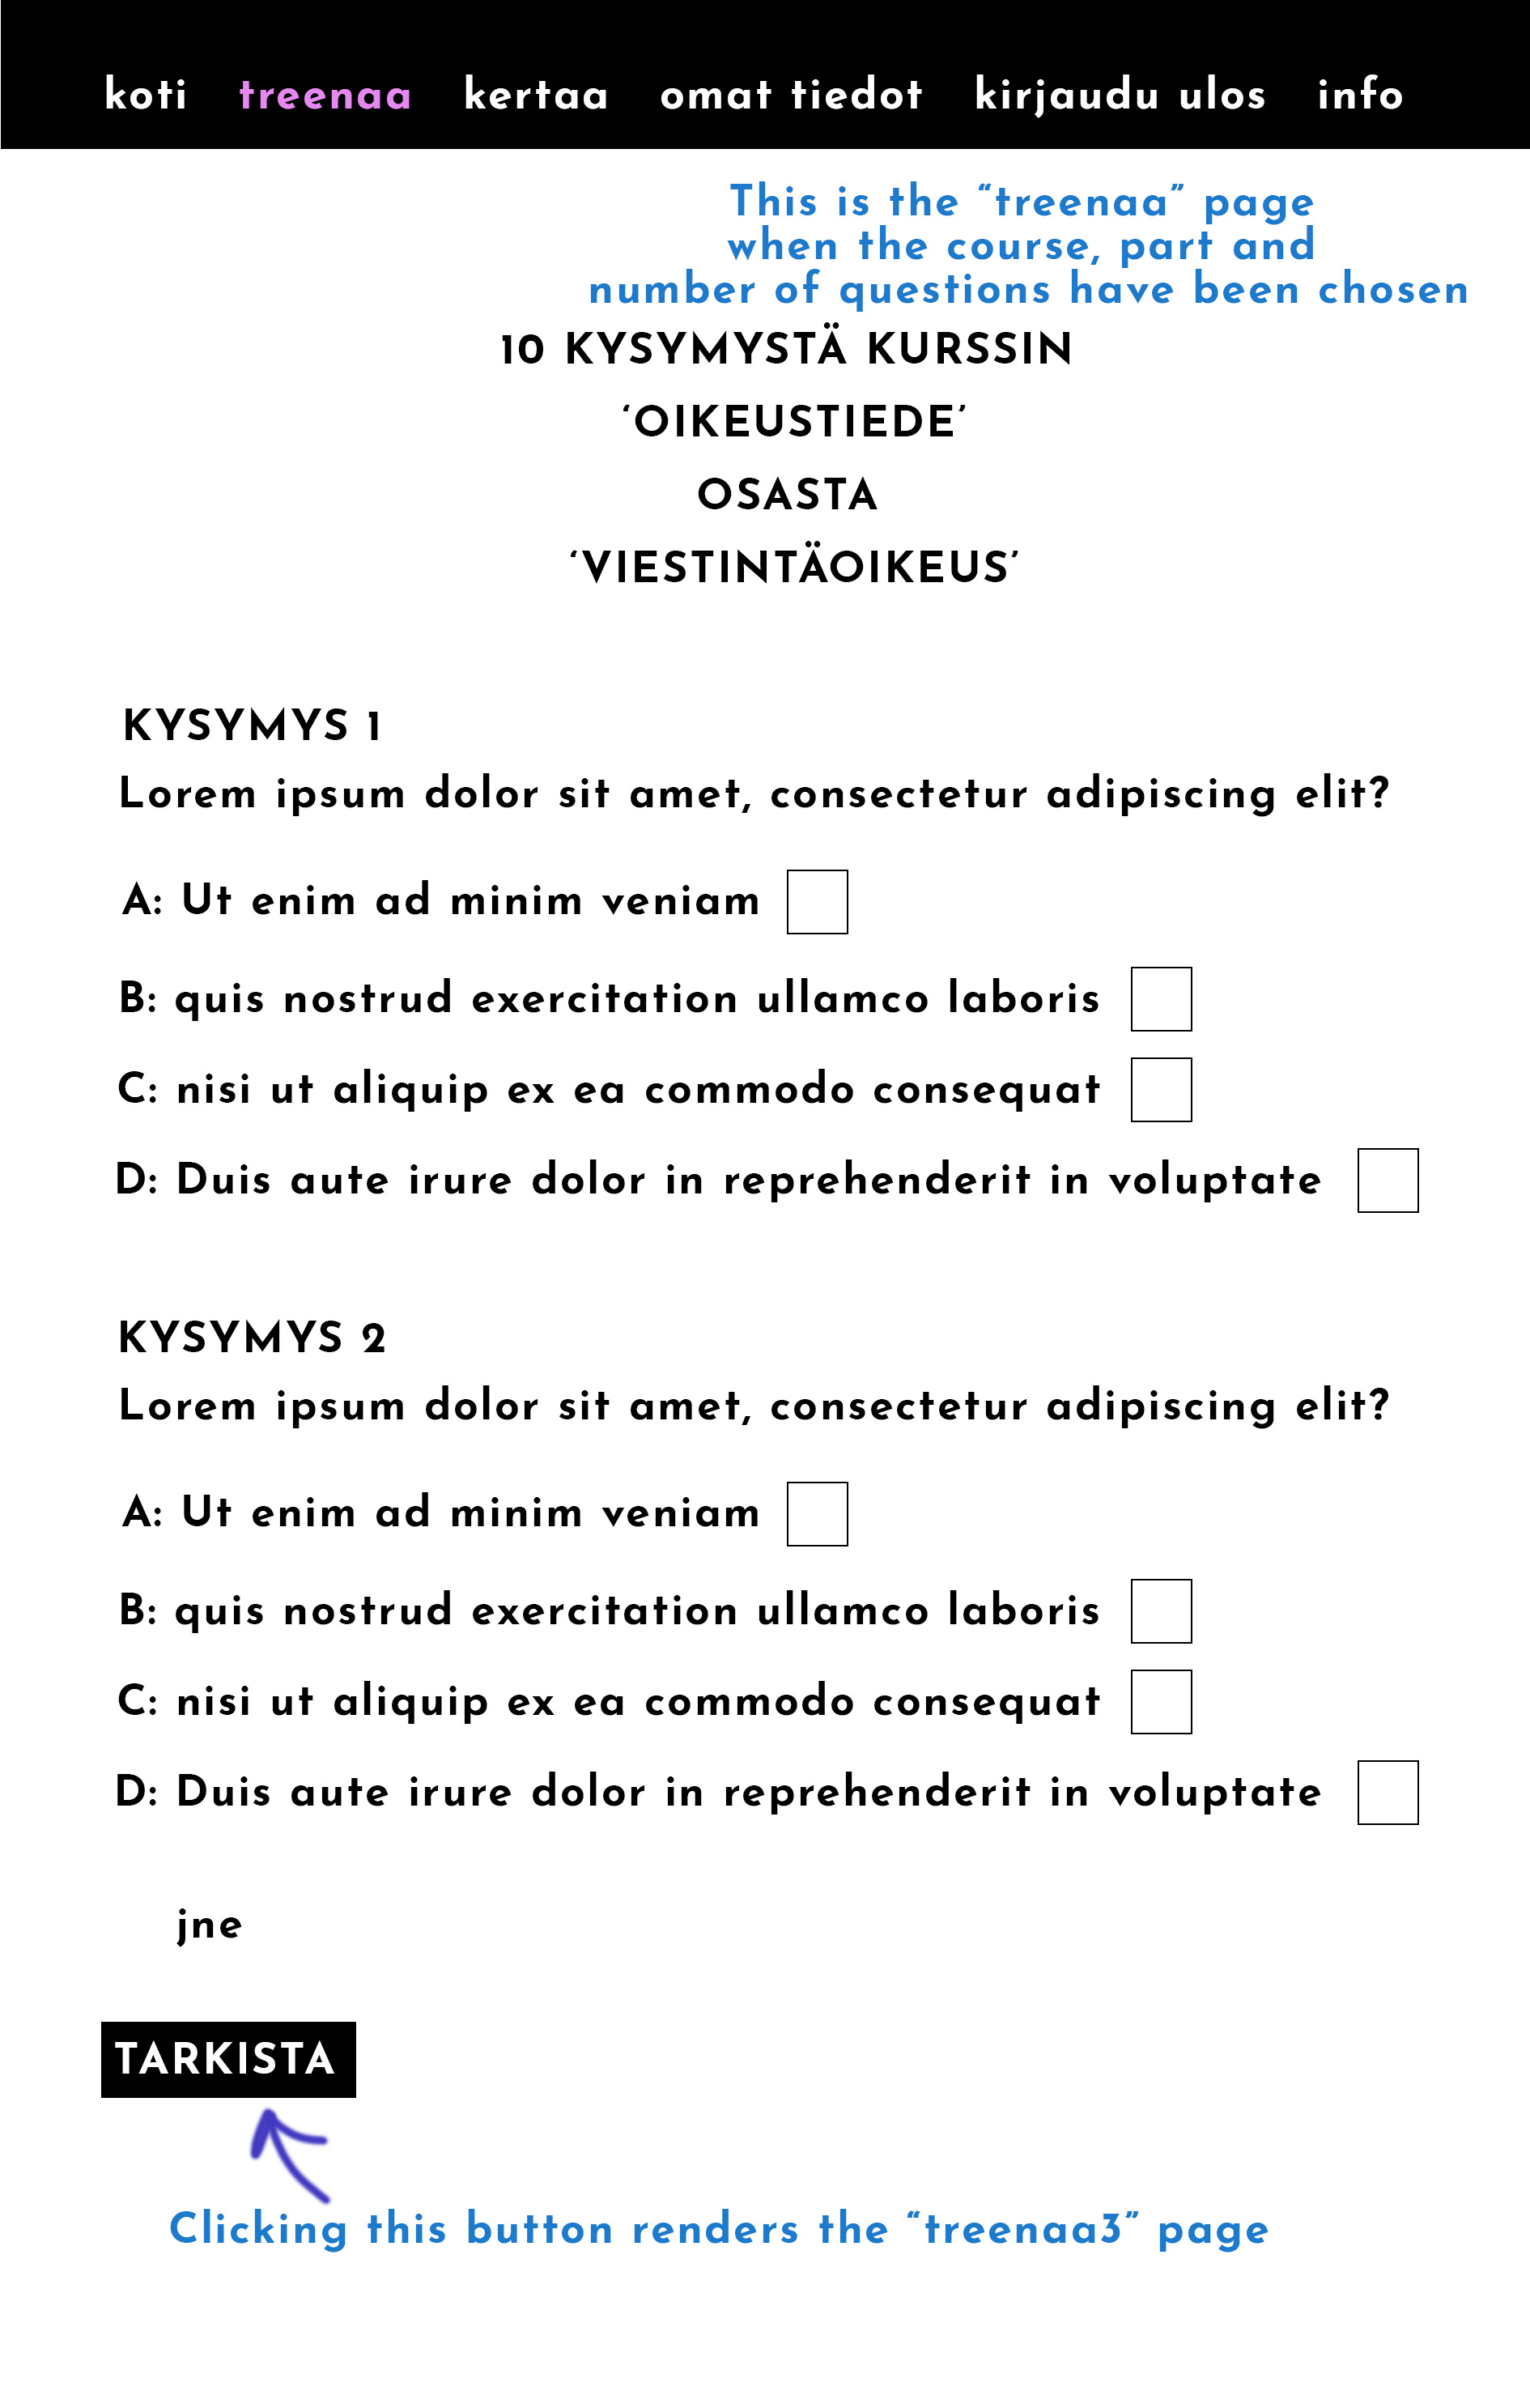 koti treenaa kertaa omat tiedot kirjaudu ulos info
This is the “treenaa” page
when the course, part and
number of questions have been chosen
10 KYSYMYSTÄ KURSSIN
‘OIKEUSTIEDE’
OSASTA
‘VIESTINTÄOIKEUS’
KYSYMYS 1
Lorem ipsum dolor sit amet, consectetur adipiscing elit?
A: Ut enim ad minim veniam
B: quis nostrud exercitation ullamco laboris
C: nisi ut aliquip ex ea commodo consequat
D: Duis aute irure dolor in reprehenderit in voluptate
KYSYMYS 2
Lorem ipsum dolor sit amet, consectetur adipiscing elit?
A: Ut enim ad minim veniam
B: quis nostrud exercitation ullamco laboris
C: nisi ut aliquip ex ea commodo consequat
D: Duis aute irure dolor in reprehenderit in voluptate
jne
TARKISTA
Clicking this button renders the “treenaa3” page